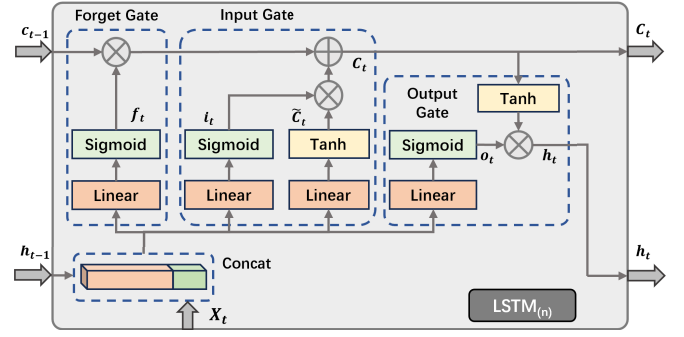 Forget Gate
Input Gate
c_{t-1}
C_t
C_t
Output Gate
Tanh
f_t
i_t
C̃_t
Sigmoid
Sigmoid
Tanh
Sigmoid
o_t
h_t
Linear
Linear
Linear
Linear
h_{t-1}
Concat
h_t
X_t
LSTM_{(n)}